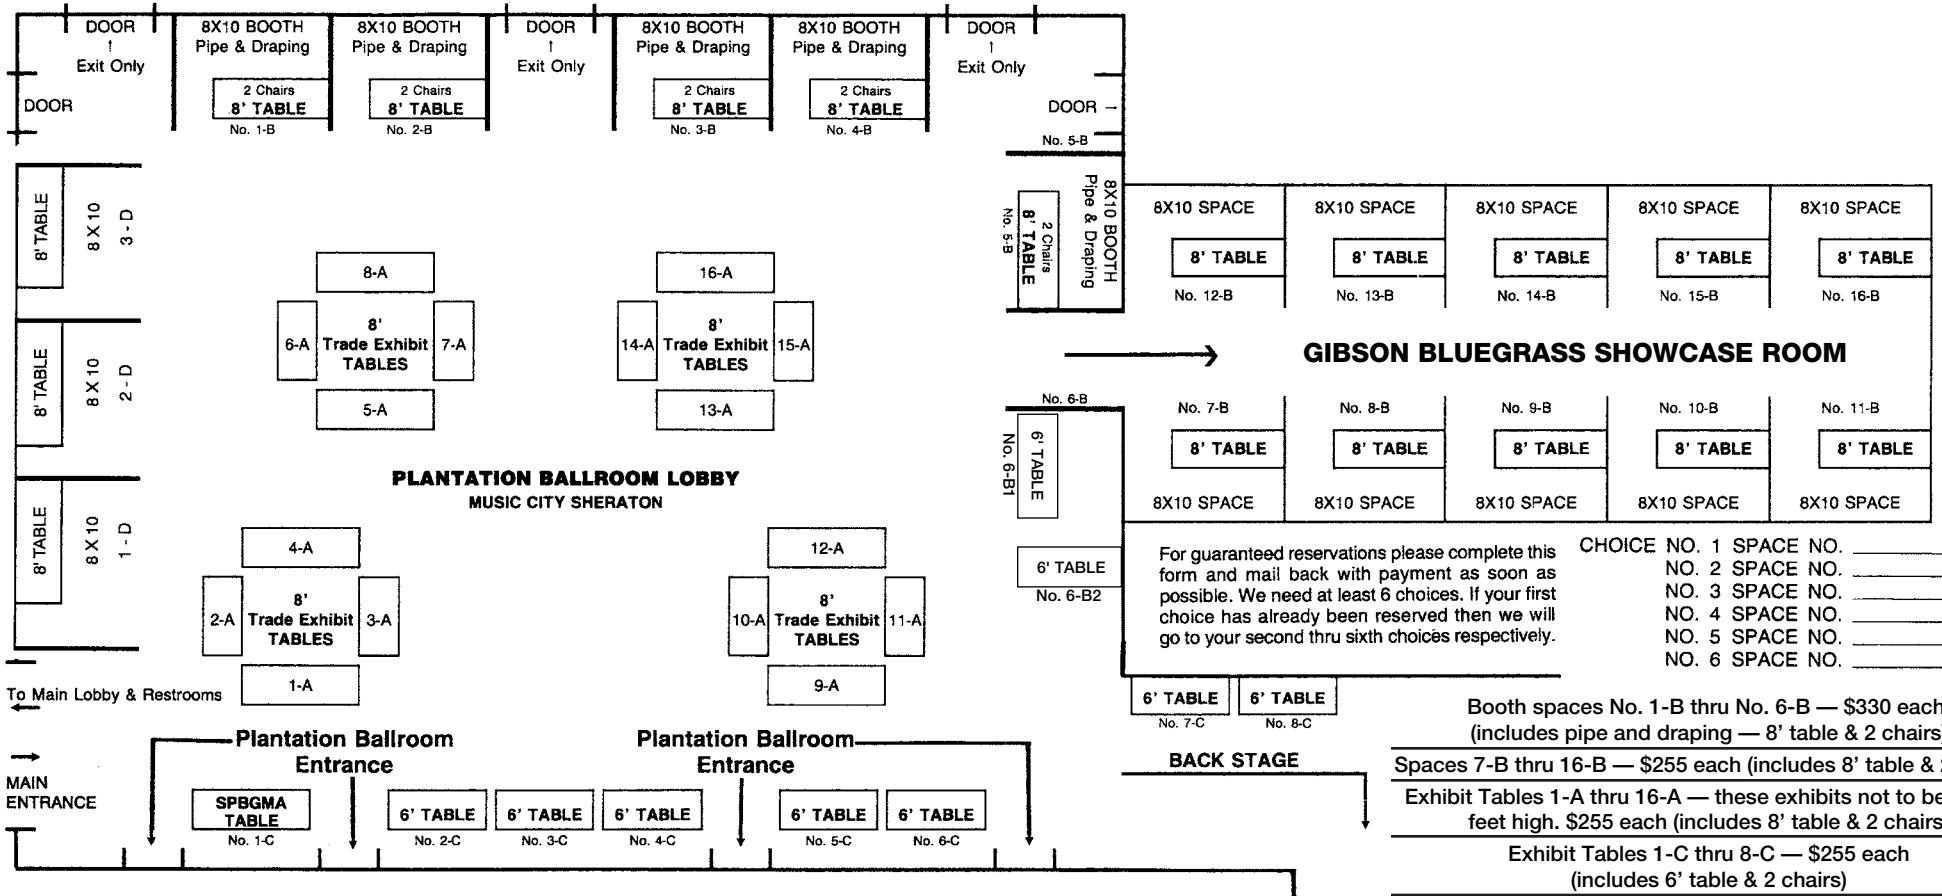 DOOR
↑
Exit Only
8X10 BOOTH
Pipe & Draping
2 Chairs
8' TABLE
No. 1-B
8X10 BOOTH
Pipe & Draping
2 Chairs
8' TABLE
No. 2-B
DOOR
↑
Exit Only
8X10 BOOTH
Pipe & Draping
2 Chairs
8' TABLE
No. 3-B
8X10 BOOTH
Pipe & Draping
2 Chairs
8' TABLE
No. 4-B
DOOR
↑
Exit Only
DOOR
DOOR →
No. 5-B
8X10 BOOTH
Pipe & Draping
2 Chairs
8' TABLE
No. 5-B
8' TABLE
8 X 10
3 - D
8' TABLE
8 X 10
2 - D
8' TABLE
8 X 10
1 - D
8-A
6-A
8'
Trade Exhibit
TABLES
7-A
5-A
16-A
14-A
8'
Trade Exhibit
TABLES
15-A
13-A
8X10 SPACE
8' TABLE
No. 12-B
8X10 SPACE
8' TABLE
No. 13-B
8X10 SPACE
8' TABLE
No. 14-B
8X10 SPACE
8' TABLE
No. 15-B
8X10 SPACE
8' TABLE
No. 16-B
GIBSON BLUEGRASS SHOWCASE ROOM
No. 7-B
8' TABLE
8X10 SPACE
No. 8-B
8' TABLE
8X10 SPACE
No. 9-B
8' TABLE
8X10 SPACE
No. 10-B
8' TABLE
8X10 SPACE
No. 11-B
8' TABLE
8X10 SPACE
No. 6-B
6' TABLE
No. 6-B1
6' TABLE
No. 6-B2
PLANTATION BALLROOM LOBBY
MUSIC CITY SHERATON
4-A
2-A
8'
Trade Exhibit
TABLES
3-A
1-A
12-A
10-A
8'
Trade Exhibit
TABLES
11-A
9-A
For guaranteed reservations please complete this
form and mail back with payment as soon as
possible. We need at least 6 choices. If your first
choice has already been reserved then we will
go to your second thru sixth choices respectively.
CHOICE NO. 1 SPACE NO.
NO. 2 SPACE NO.
NO. 3 SPACE NO.
NO. 4 SPACE NO.
NO. 5 SPACE NO.
NO. 6 SPACE NO.
To Main Lobby & Restrooms
MAIN
ENTRANCE
Plantation Ballroom
Entrance
Plantation Ballroom
Entrance
SPBGMA
TABLE
No. 1-C
6' TABLE
No. 2-C
6' TABLE
No. 3-C
6' TABLE
No. 4-C
6' TABLE
No. 5-C
6' TABLE
No. 6-C
6' TABLE
No. 7-C
6' TABLE
No. 8-C
BACK STAGE
Booth spaces No. 1-B thru No. 6-B — $330 each
(includes pipe and draping — 8' table & 2 chairs)
Spaces 7-B thru 16-B — $255 each (includes 8' table &
Exhibit Tables 1-A thru 16-A — these exhibits not to be
feet high. $255 each (includes 8' table & 2 chairs
Exhibit Tables 1-C thru 8-C — $255 each
(includes 6' table & 2 chairs)